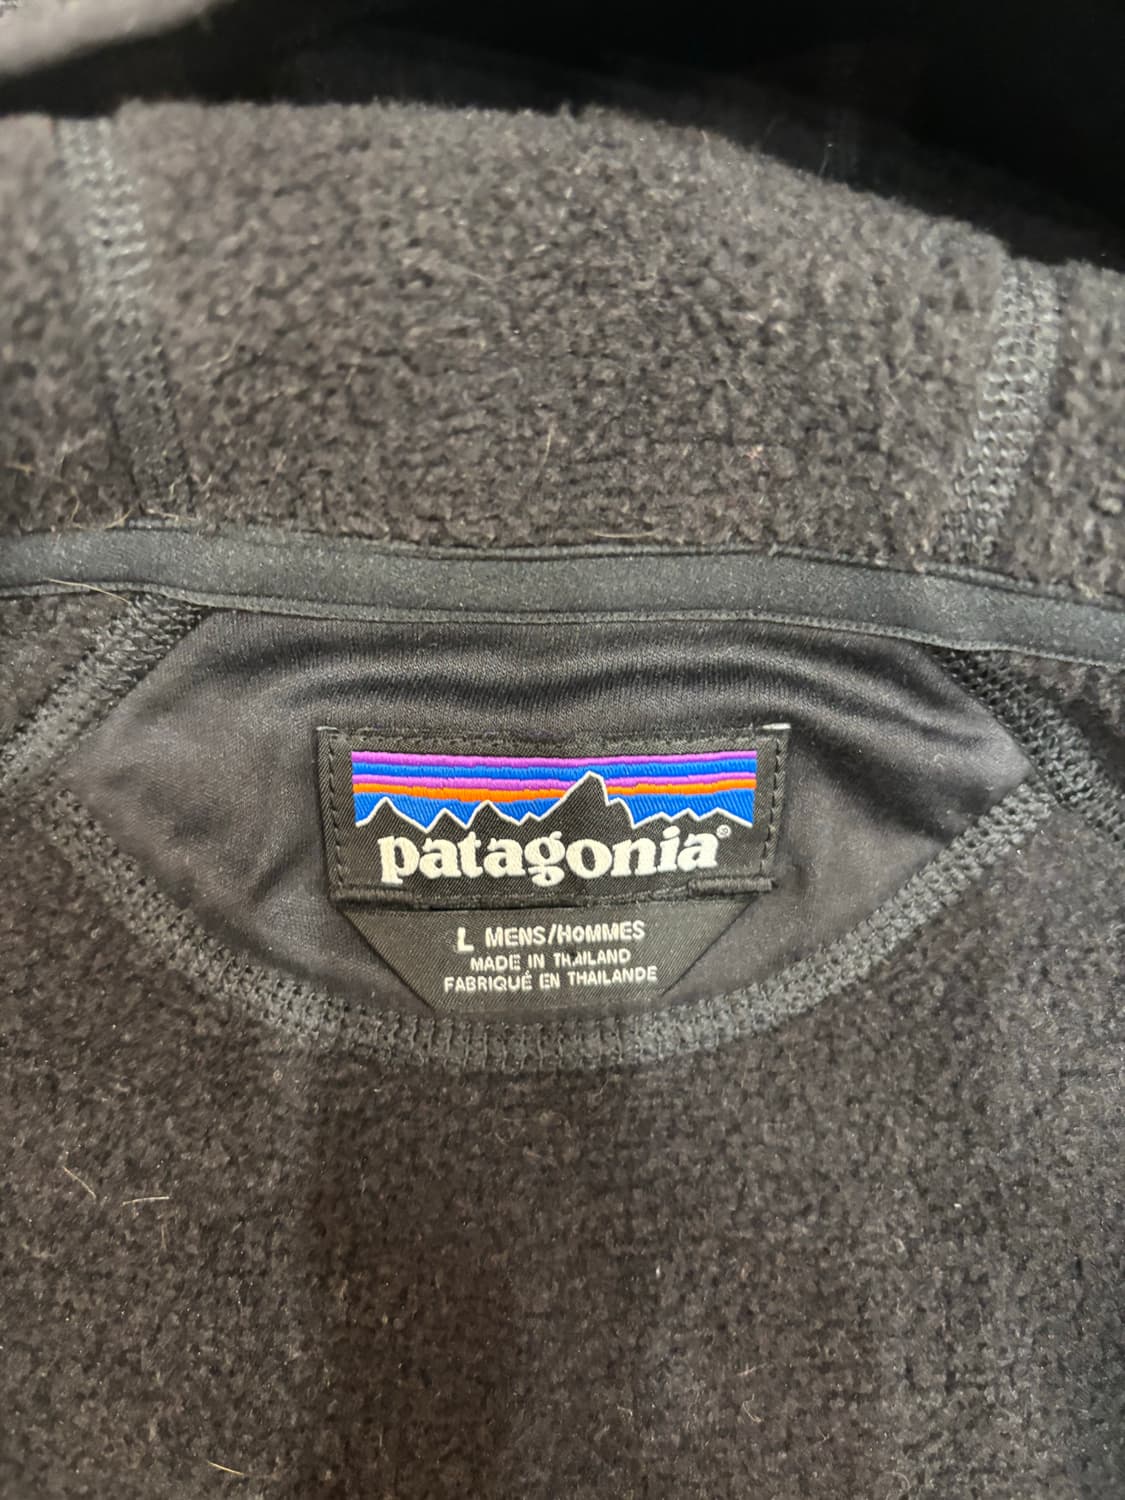 patagonia®
L MENS/HOMMES
MADE IN THAILAND
FABRIQUÉ EN THAILANDE